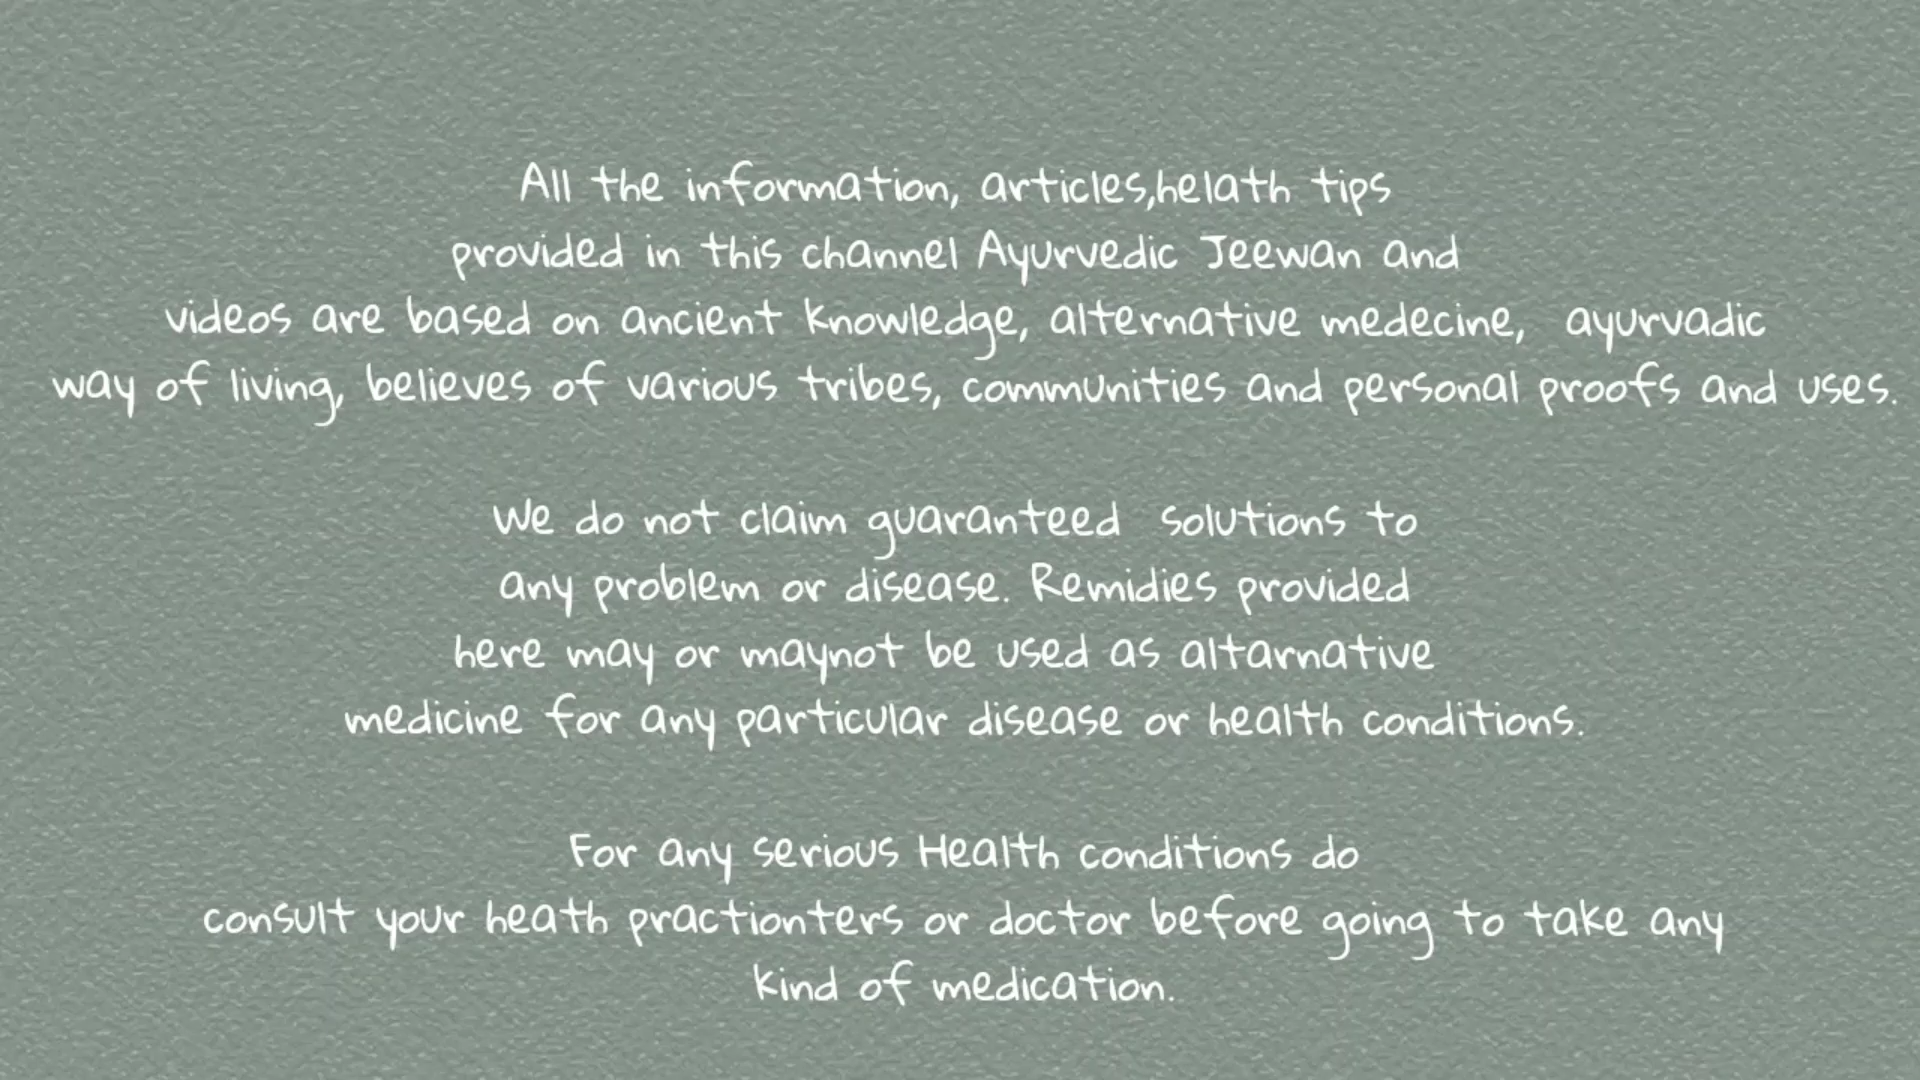 All the information, articles,helath tips
provided in this channel Ayurvedic Jeewan and
videos are based on ancient knowledge, alternative medecine, ayurvadic
way of living, believes of various tribes, communities and personal proofs and uses.
We do not claim guaranteed solutions to
any problem or disease. Remidies provided
here may or maynot be used as altarnative
medicine for any particular disease or health conditions.
For any serious Health conditions do
consult your heath practionters or doctor before going to take any
kind of medication.